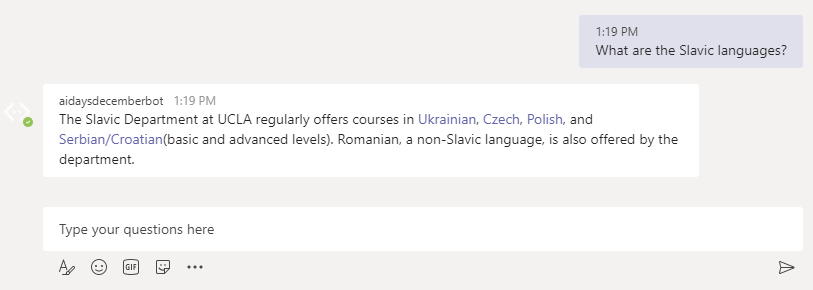 1:19 PM
What are the Slavic languages?
aidaysdecemberbot 1:19 PM
The Slavic Department at UCLA regularly offers courses in Ukrainian, Czech, Polish, and
Serbian/Croatian(basic and advanced levels). Romanian, a non-Slavic language, is also offered by the
department.
Type your questions here
GIF